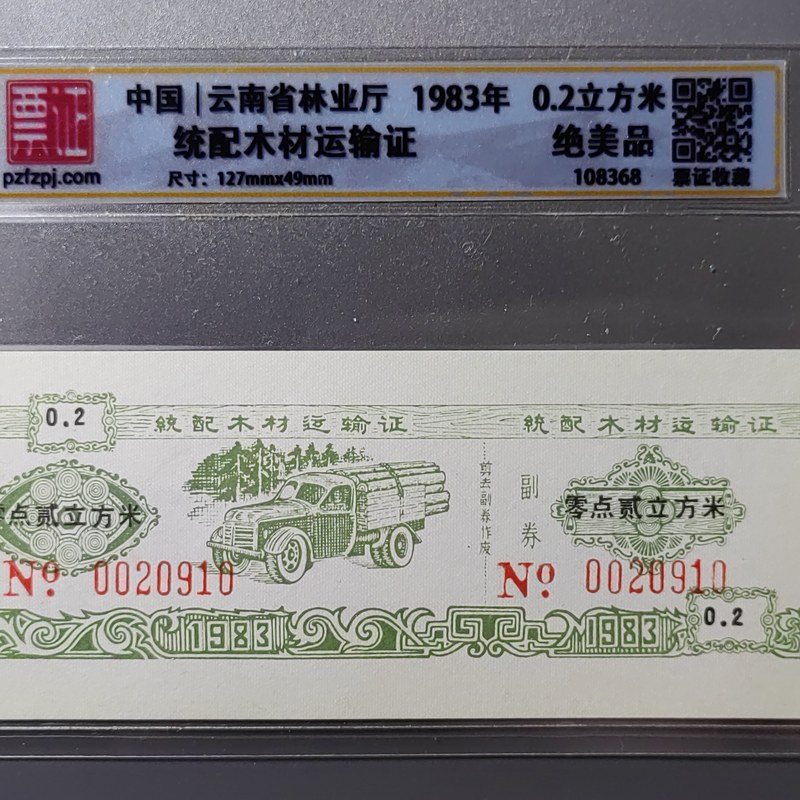 票证
pzfzpj.com
中国|云南省林业厅 1983年 0.2立方米
统配木材运输证 绝美品
尺寸：127mmx49mm 108368 票证收藏
0.2
統配木材运输证
統配木材运输证
零点贰立方米
剪去副券作废
副券
零点贰立方米
No 0020910
No 0020910
1983
1983
0.2